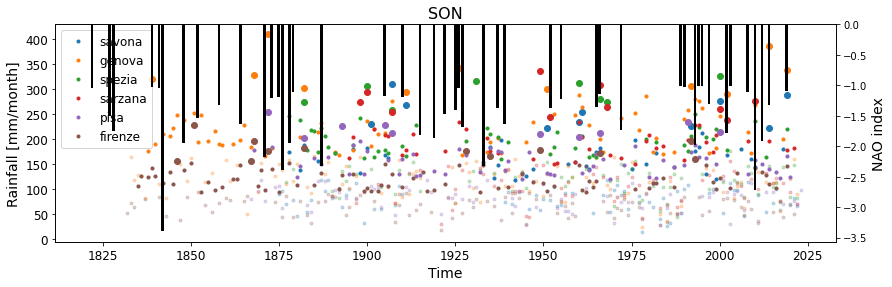 SON
400
350
300
250
200
150
100
50
0
Rainfall [mm/month]
savona
genova
spezia
sarzana
pisa
firenze
0.0
−0.5
−1.0
−1.5
−2.0
−2.5
−3.0
−3.5
NAO index
1825
1850
1875
1900
1925
1950
1975
2000
2025
Time